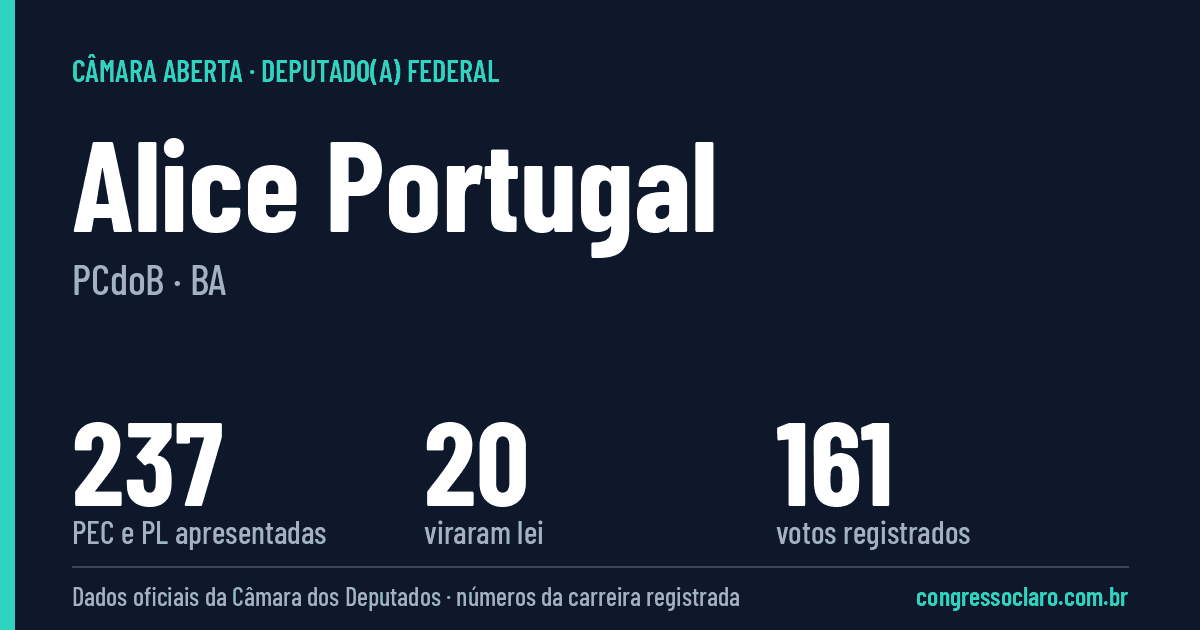 CÂMARA ABERTA · DEPUTADO(A) FEDERAL
Alice Portugal
PCdoB · BA
237 20 161
PEC e PL apresentadas viraram lei votos registrados
Dados oficiais da Câmara dos Deputados · números da carreira registrada congressoclaro.com.br